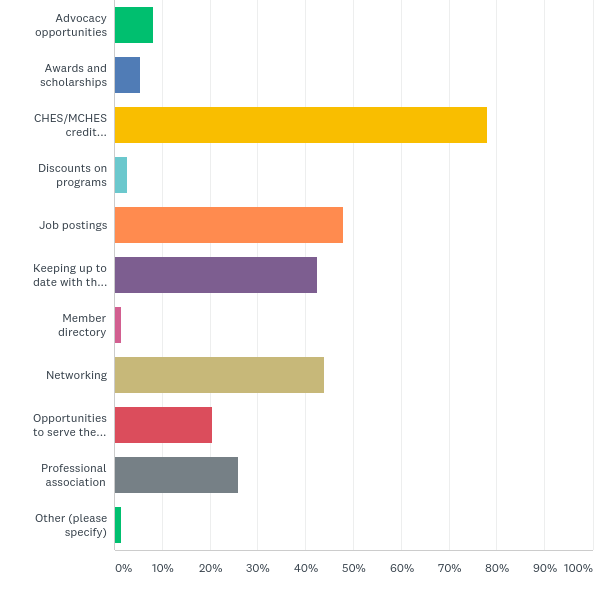 Advocacy
opportunities
Awards and
scholarships
CHES/MCHES
credit...
Discounts on
programs
Job postings
Keeping up to
date with th...
Member
directory
Networking
Opportunities
to serve the...
Professional
association
Other (please
specify)
0% 10% 20% 30% 40% 50% 60% 70% 80% 90% 100%